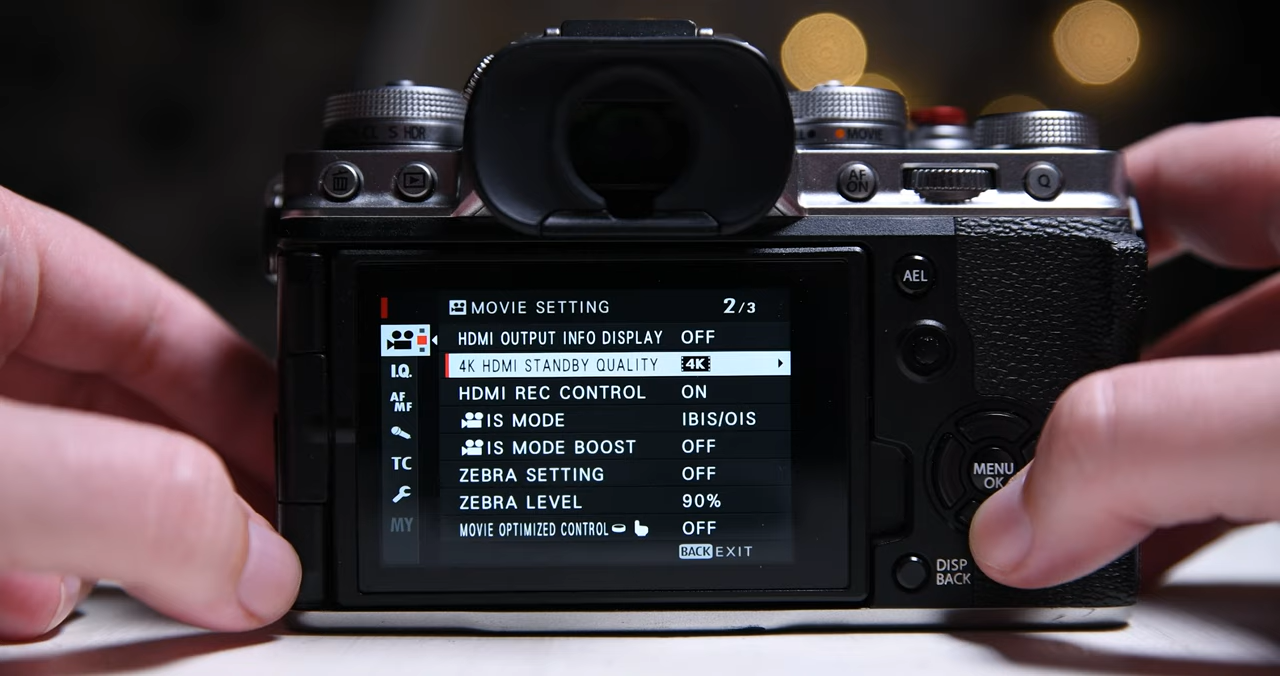 CL S HDR
MOVIE
AF
ON
Q
AEL
MOVIE SETTING 2/3
HDMI OUTPUT INFO DISPLAY OFF
4K HDMI STANDBY QUALITY 4K
I.Q. HDMI REC CONTROL ON
AF
MF
IS MODE IBIS/OIS
IS MODE BOOST OFF
TC ZEBRA SETTING OFF
ZEBRA LEVEL 90%
MY MOVIE OPTIMIZED CONTROL OFF
BACK EXIT
MENU
OK
DISP
BACK